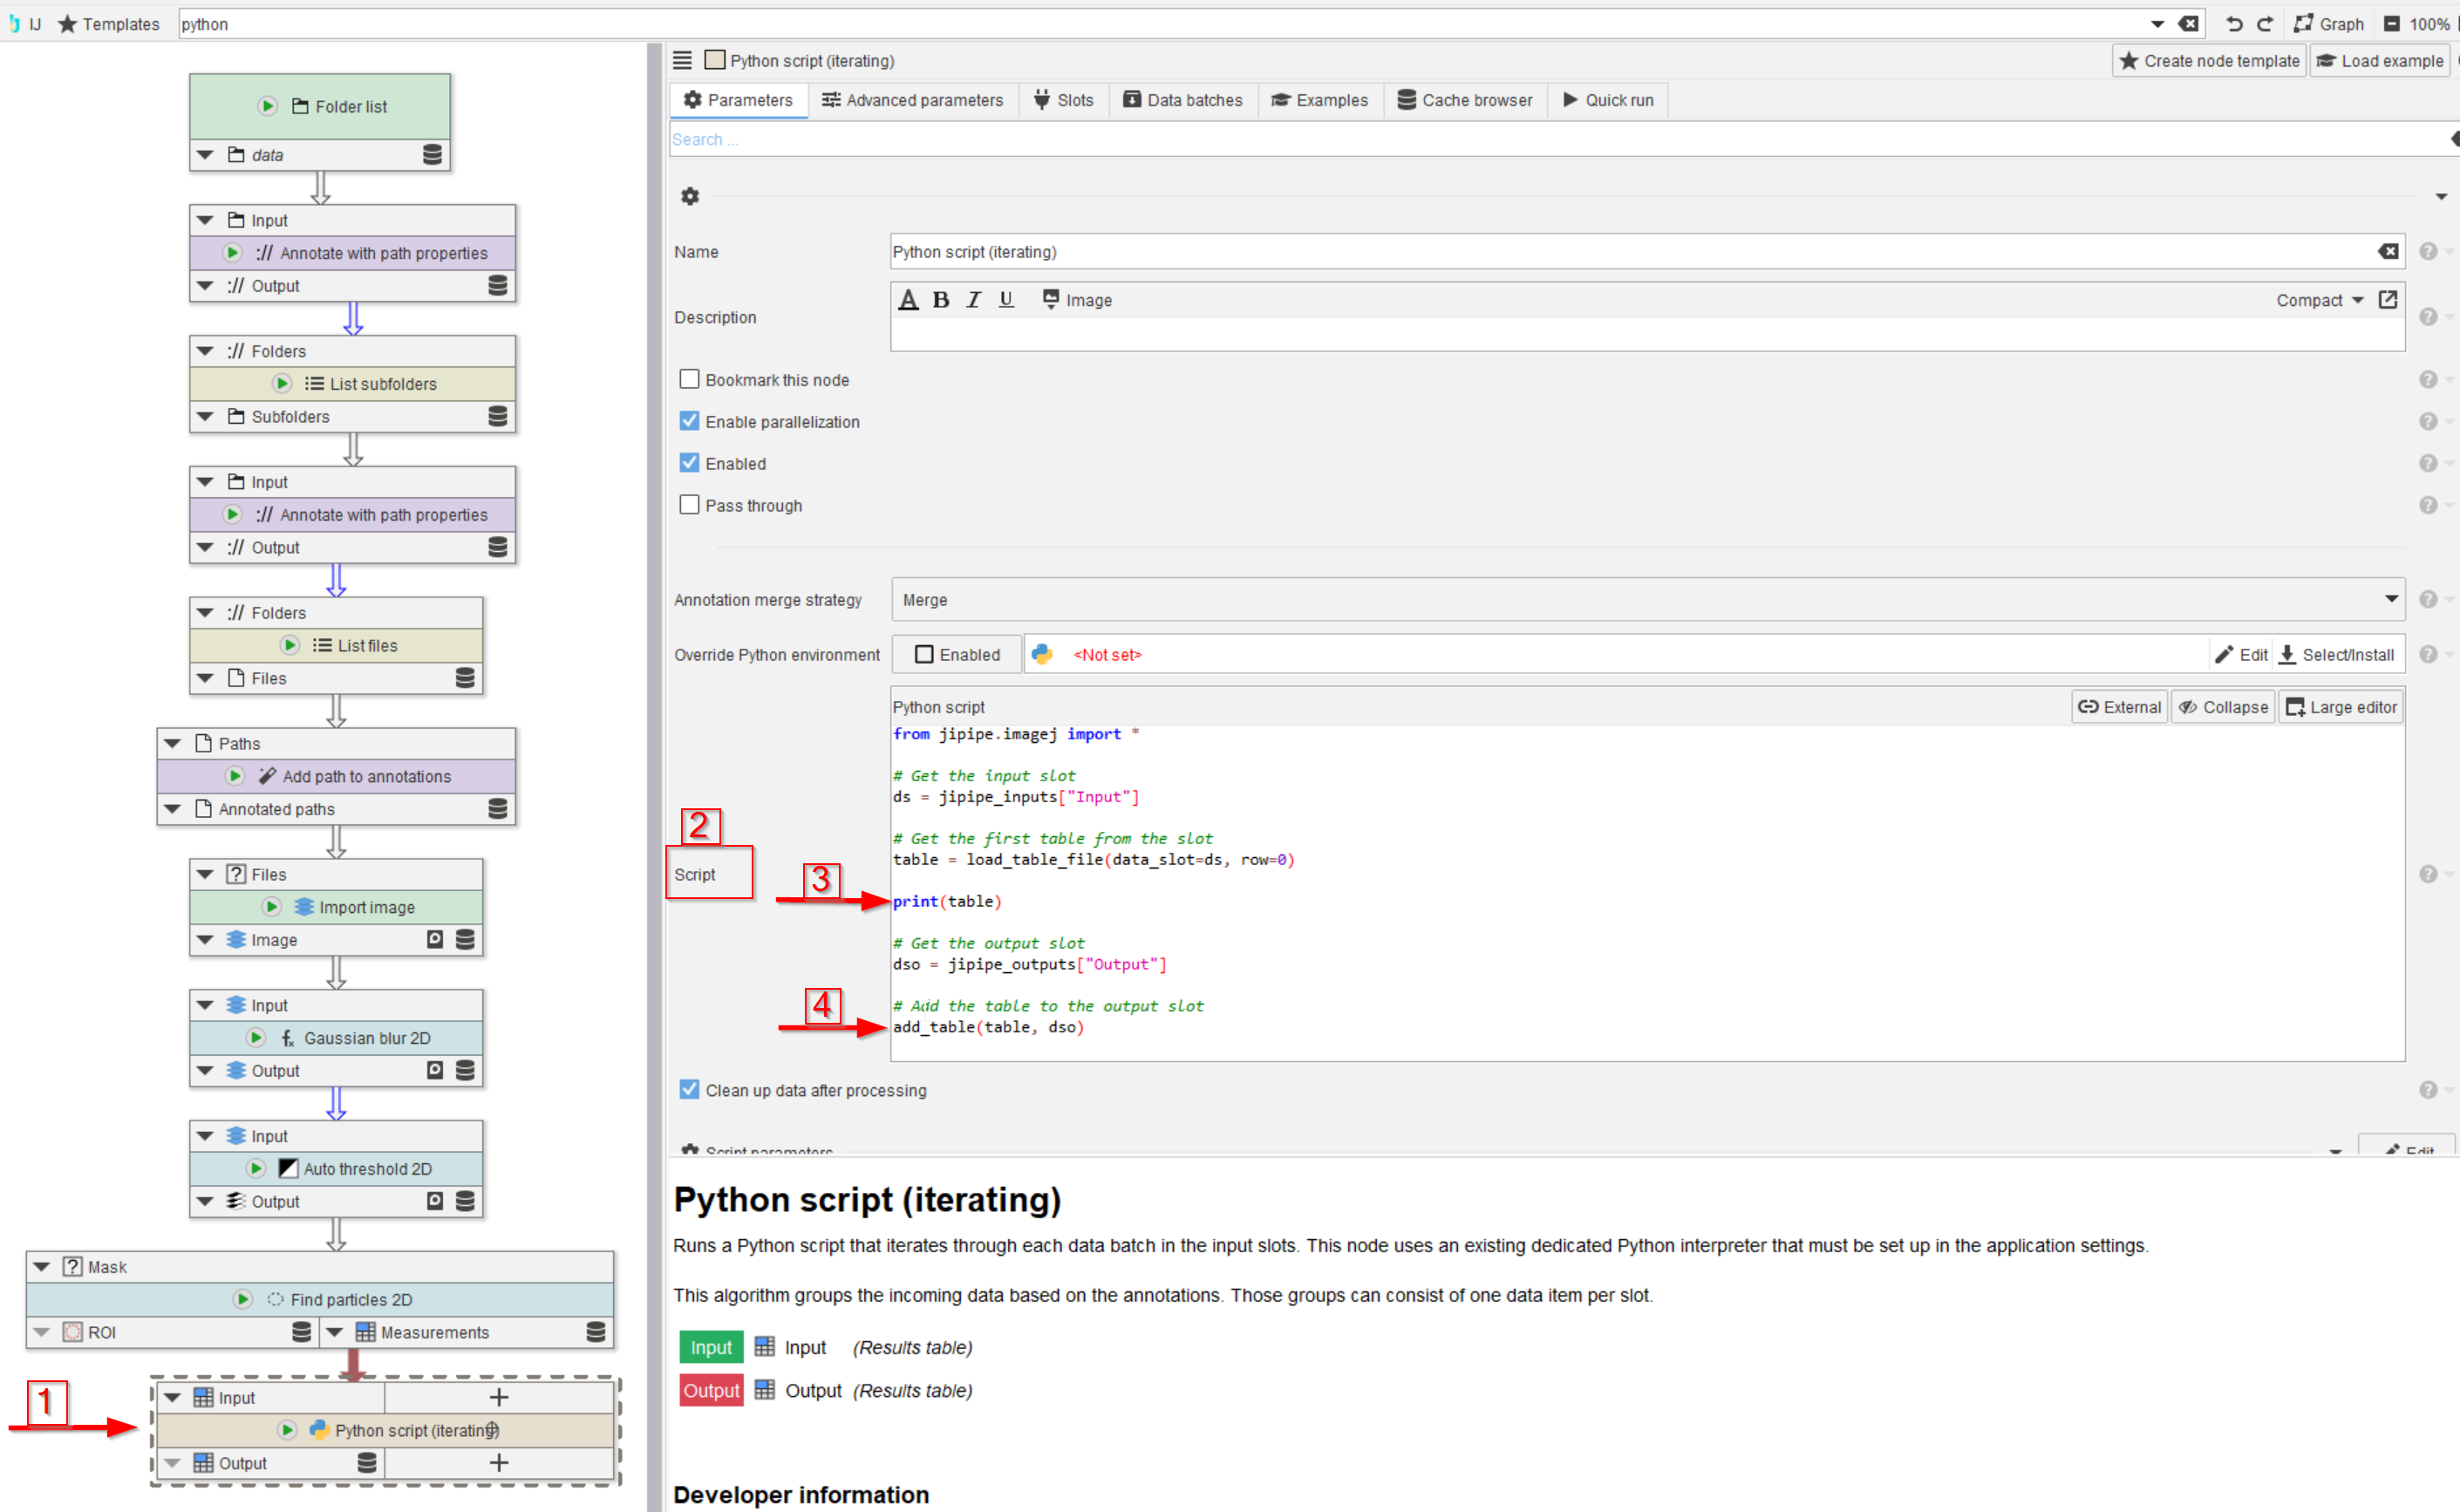 IJ Templates python Graph 100%
Folder list
data
Input
Annotate with path properties
Output
Folders
List subfolders
Subfolders
Input
Annotate with path properties
Output
Folders
List files
Files
Paths
Add path to annotations
Annotated paths
Files
Import image
Image
Input
Gaussian blur 2D
Output
Input
Auto threshold 2D
Output
Mask
Find particles 2D
ROI Measurements
1
Input +
Python script (iterating)
Output +
Python script (iterating) Create node template Load example
Parameters Advanced parameters Slots Data batches Examples Cache browser Quick run
Search ...
Name Python script (iterating)
Description A B I U Image Compact
Bookmark this node
Enable parallelization
Enabled
Pass through
Annotation merge strategy Merge
Override Python environment Enabled <Not set> Edit Select/Install
Python script External Collapse Large editor
from jipipe.imagej import *
# Get the input slot
ds = jipipe_inputs["Input"]
2
# Get the first table from the slot
table = load_table_file(data_slot=ds, row=0)
Script
3
print(table)
# Get the output slot
dso = jipipe_outputs["Output"]
4
# Add the table to the output slot
add_table(table, dso)
Clean up data after processing
Script parameters Edit
Python script (iterating)
Runs a Python script that iterates through each data batch in the input slots. This node uses an existing dedicated Python interpreter that must be set up in the application settings.
This algorithm groups the incoming data based on the annotations. Those groups can consist of one data item per slot.
Input Input (Results table)
Output Output (Results table)
Developer information